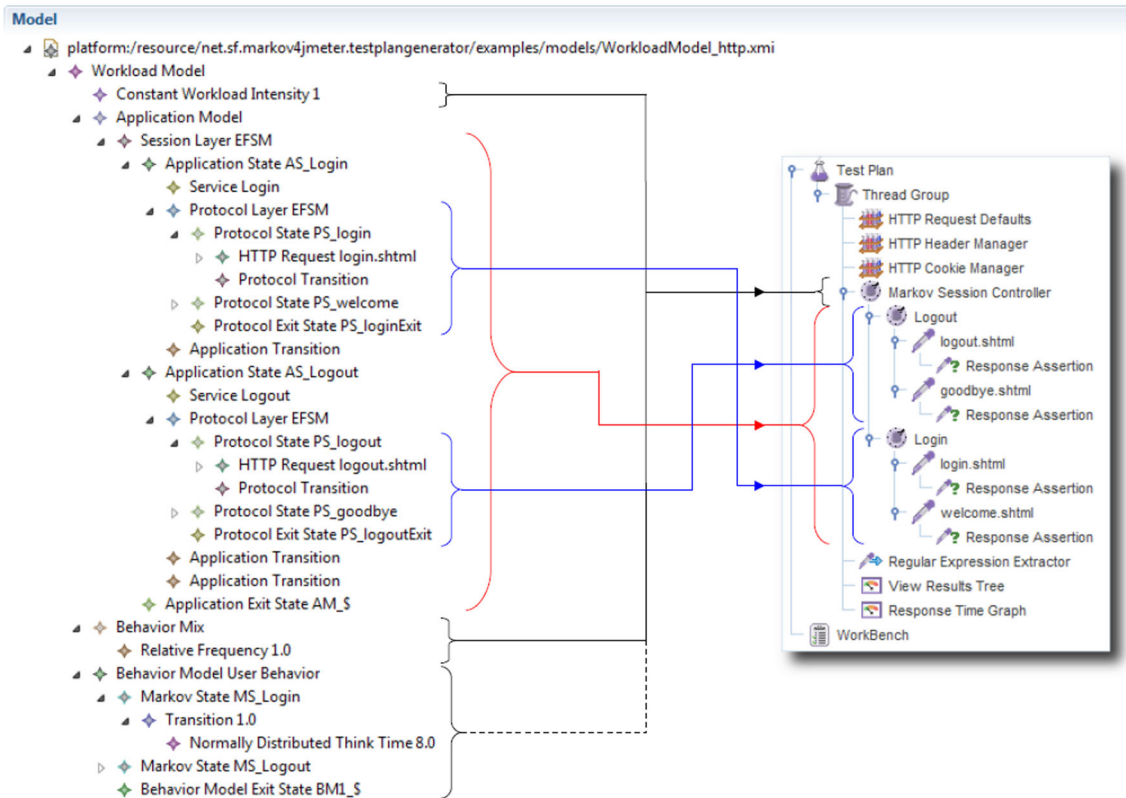 Model
platform:/resource/net.sf.markov4jmeter.testplangenerator/examples/models/WorkloadModel_http.xmi
Workload Model
Constant Workload Intensity 1
Application Model
Session Layer EFSM
Application State AS_Login
Service Login
Protocol Layer EFSM
Protocol State PS_login
HTTP Request login.shtml
Protocol Transition
Protocol State PS_welcome
Protocol Exit State PS_loginExit
Application Transition
Application State AS_Logout
Service Logout
Protocol Layer EFSM
Protocol State PS_logout
HTTP Request logout.shtml
Protocol Transition
Protocol State PS_goodbye
Protocol Exit State PS_logoutExit
Application Transition
Application Transition
Application Exit State AM_$
Behavior Mix
Relative Frequency 1.0
Behavior Model User Behavior
Markov State MS_Login
Transition 1.0
Normally Distributed Think Time 8.0
Markov State MS_Logout
Behavior Model Exit State BM1_$
Test Plan
Thread Group
HTTP Request Defaults
HTTP Header Manager
HTTP Cookie Manager
Markov Session Controller
Logout
logout.shtml
Response Assertion
goodbye.shtml
Response Assertion
Login
login.shtml
Response Assertion
welcome.shtml
Response Assertion
Regular Expression Extractor
View Results Tree
Response Time Graph
WorkBench